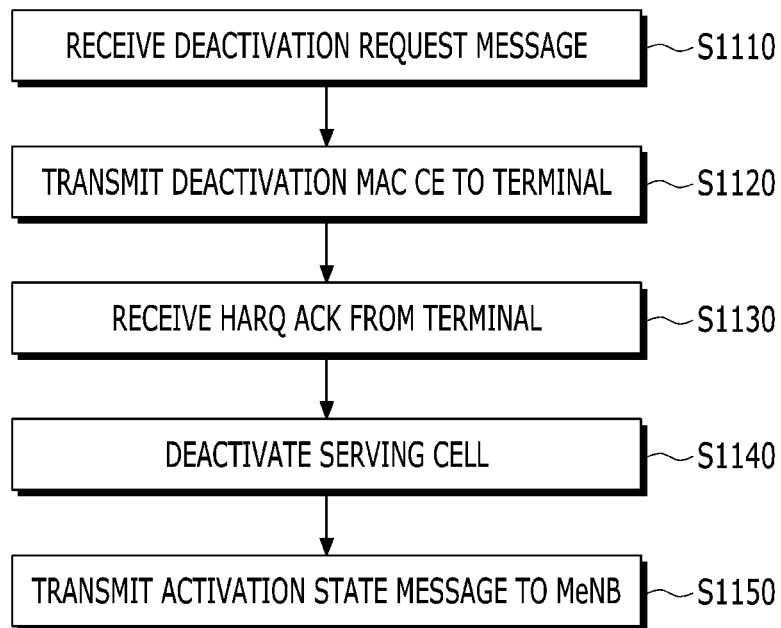 RECEIVE DEACTIVATION REQUEST MESSAGE S1110
TRANSMIT DEACTIVATION MAC CE TO TERMINAL S1120
RECEIVE HARQ ACK FROM TERMINAL S1130
DEACTIVATE SERVING CELL S1140
TRANSMIT ACTIVATION STATE MESSAGE TO MeNB S1150